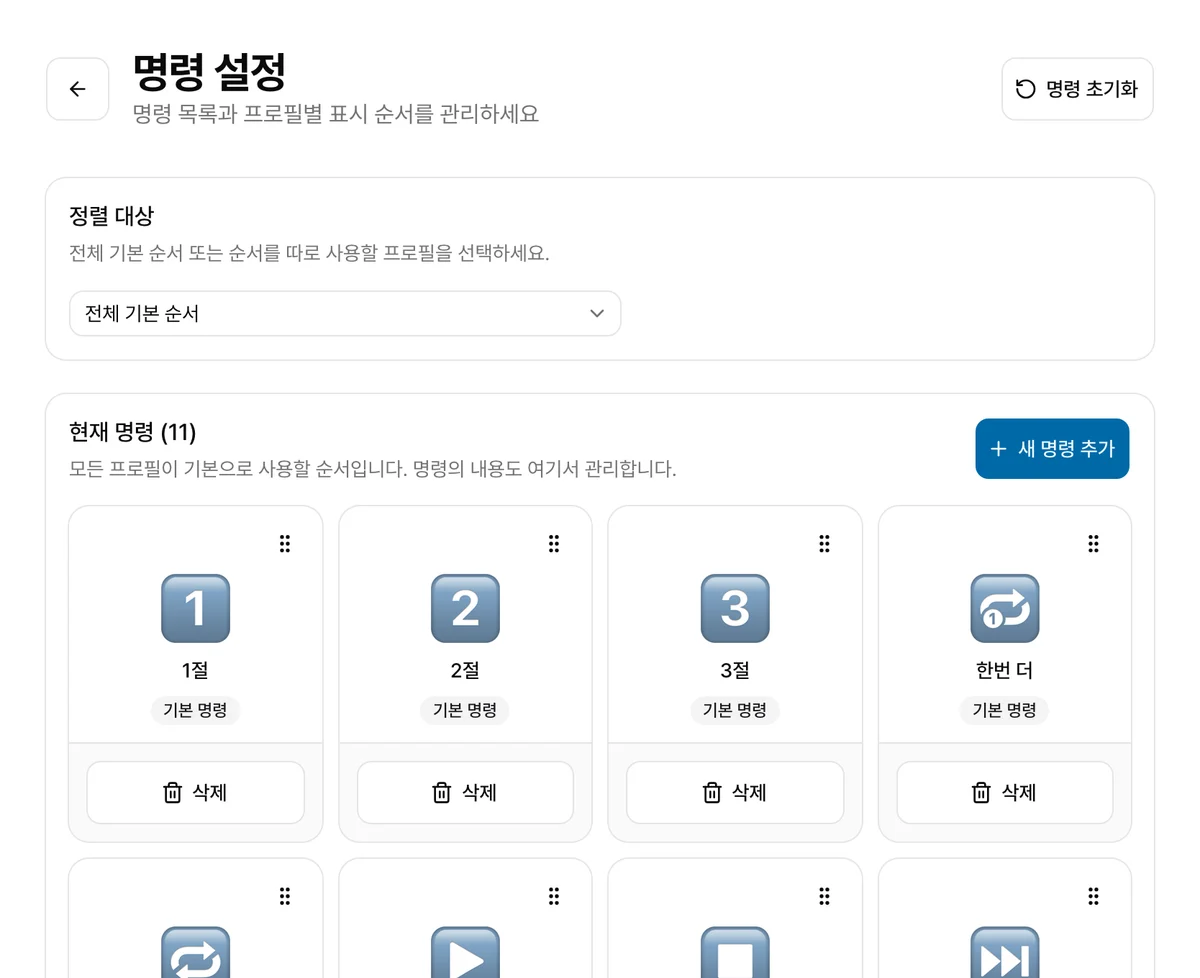 명령 설정
명령 목록과 프로필별 표시 순서를 관리하세요
명령 초기화
정렬 대상
전체 기본 순서 또는 순서를 따로 사용할 프로필을 선택하세요.
전체 기본 순서
현재 명령 (11)
모든 프로필이 기본으로 사용할 순서입니다. 명령의 내용도 여기서 관리합니다.
새 명령 추가
1
1절
기본 명령
삭제
2
2절
기본 명령
삭제
3
3절
기본 명령
삭제
1
한번 더
기본 명령
삭제